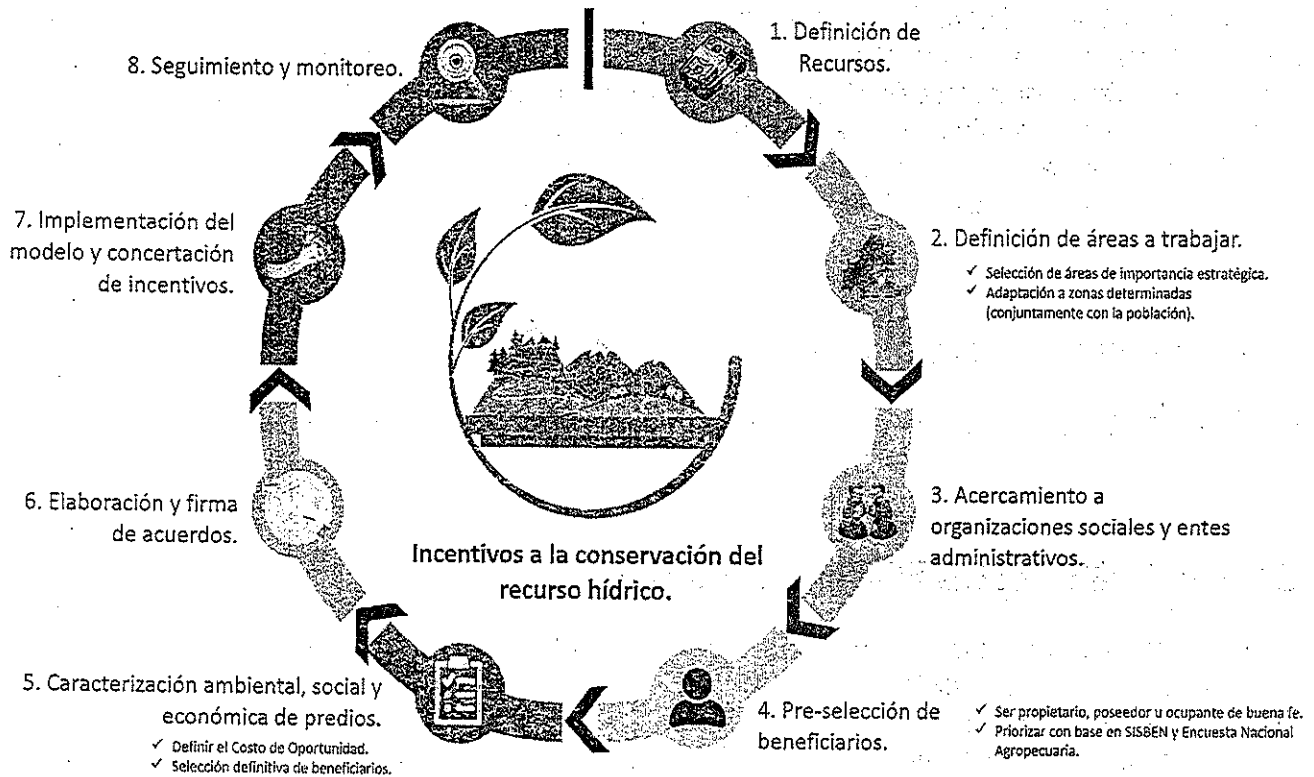 1. Definición de
Recursos.
2. Definición de áreas a trabajar.
✓ Selección de áreas de importancia estratégica.
✓ Adaptación a zonas determinadas
(conjuntamente con la población).
3. Acercamiento a
organizaciones sociales y entes
administrativos.
4. Pre-selección de
beneficiarios.
✓ Ser propietario, poseedor u ocupante de buena fe.
✓ Priorizar con base en SISBEN y Encuesta Nacional
Agropecuaria.
5. Caracterización ambiental, social y
económica de predios.
✓ Definir el Costo de Oportunidad.
✓ Selección definitiva de beneficiarios.
6. Elaboración y firma
de acuerdos.
7. Implementación del
modelo y concertación
de incentivos.
8. Seguimiento y monitoreo.
Incentivos a la conservación del
recurso hídrico.